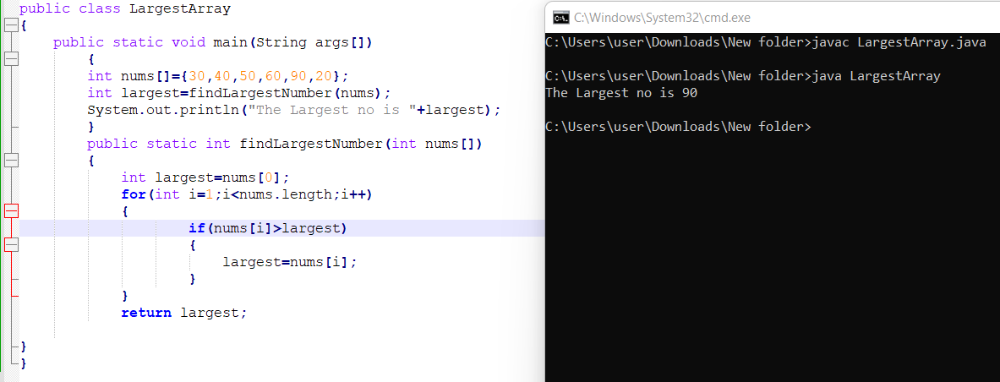 public class LargestArray
{
public static void main(String args[])
{
int nums[]={30,40,50,60,90,20};
int largest=findLargestNumber(nums);
System.out.println("The Largest no is "+largest);
}
public static int findLargestNumber(int nums[])
{
int largest=nums[0];
for(int i=1;i<nums.length;i++)
{
if(nums[i]>largest)
{
largest=nums[i];
}
}
return largest;
}
}
C:\Windows\System32\cmd.exe
C:\Users\user\Downloads\New folder>javac LargestArray.java
C:\Users\user\Downloads\New folder>java LargestArray
The Largest no is 90
C:\Users\user\Downloads\New folder>